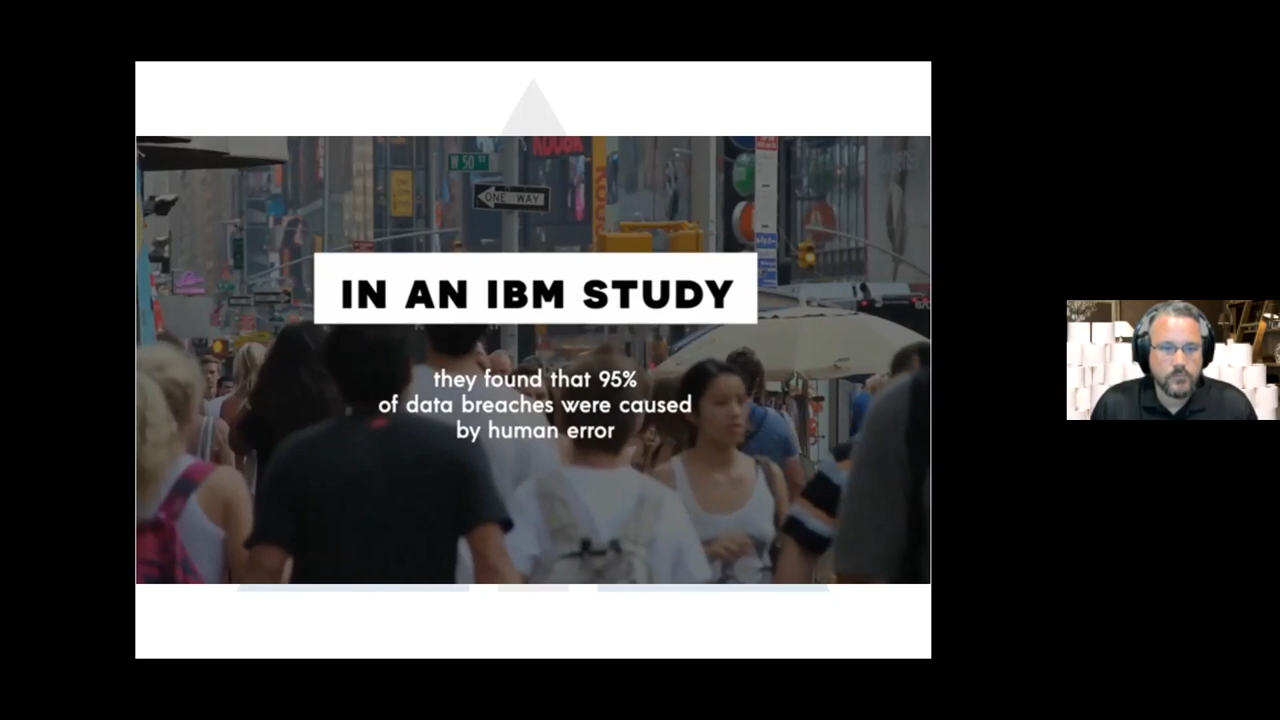 KODAK
W 50 ST
ONE WAY
IN AN IBM STUDY
they found that 95%
of data breaches were caused
by human error